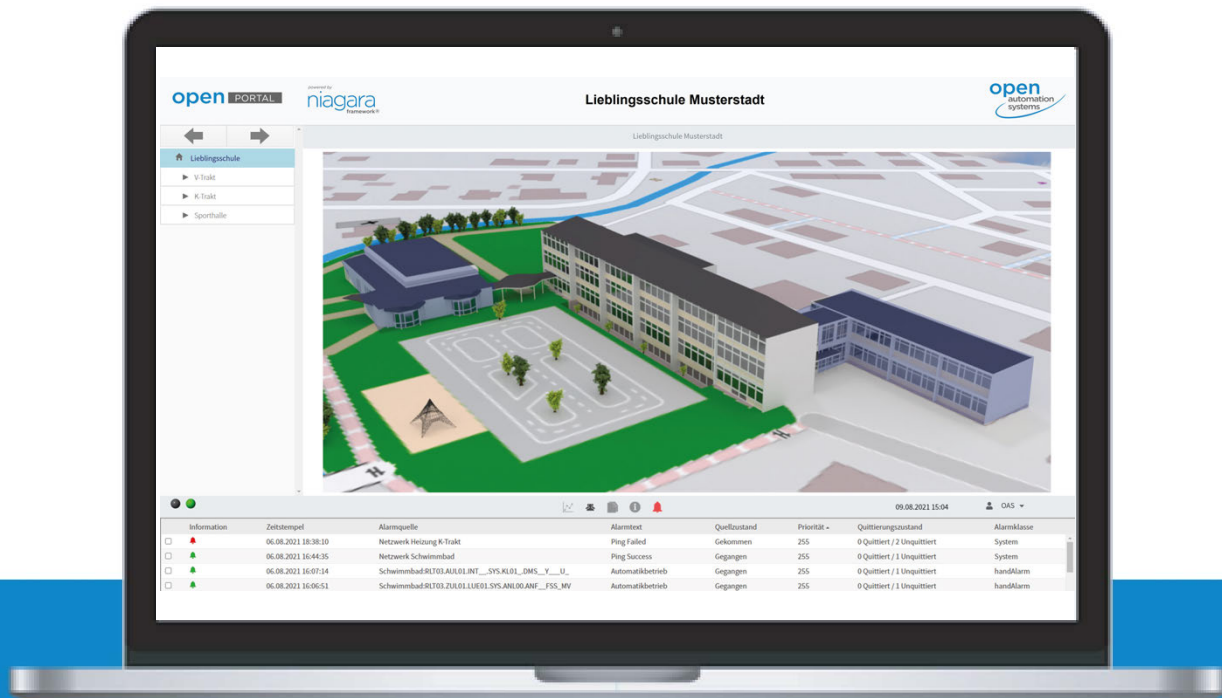 open PORTAL
powered by
niagara
framework®
Lieblingsschule Musterstadt
open
automation
systems
Lieblingsschule Musterstadt
Lieblingsschule
V-Trakt
K-Trakt
Sporthalle
H
H
09.08.2021 15:04 OAS
Information Zeitstempel Alarmquelle Alarmtext Quellzustand Priorität Quittierungszustand Alarmklasse
06.08.2021 18:38:10 Netzwerk Heizung K-Trakt Ping Failed Gekommen 255 0 Quittiert / 2 Unquittiert System
06.08.2021 16:44:35 Netzwerk Schwimmbad Ping Success Gegangen 255 0 Quittiert / 1 Unquittiert System
06.08.2021 16:07:14 Schwimmbad:RLT03.AUL01.INT__.SYS.KL01_.DMS__Y___U_ Automatikbetrieb Gegangen 255 0 Quittiert / 1 Unquittiert handAlarm
06.08.2021 16:06:51 Schwimmbad:RLT03.ZUL01.LUE01.SYS.ANL00.ANF__FSS_MV Automatikbetrieb Gegangen 255 0 Quittiert / 1 Unquittiert handAlarm